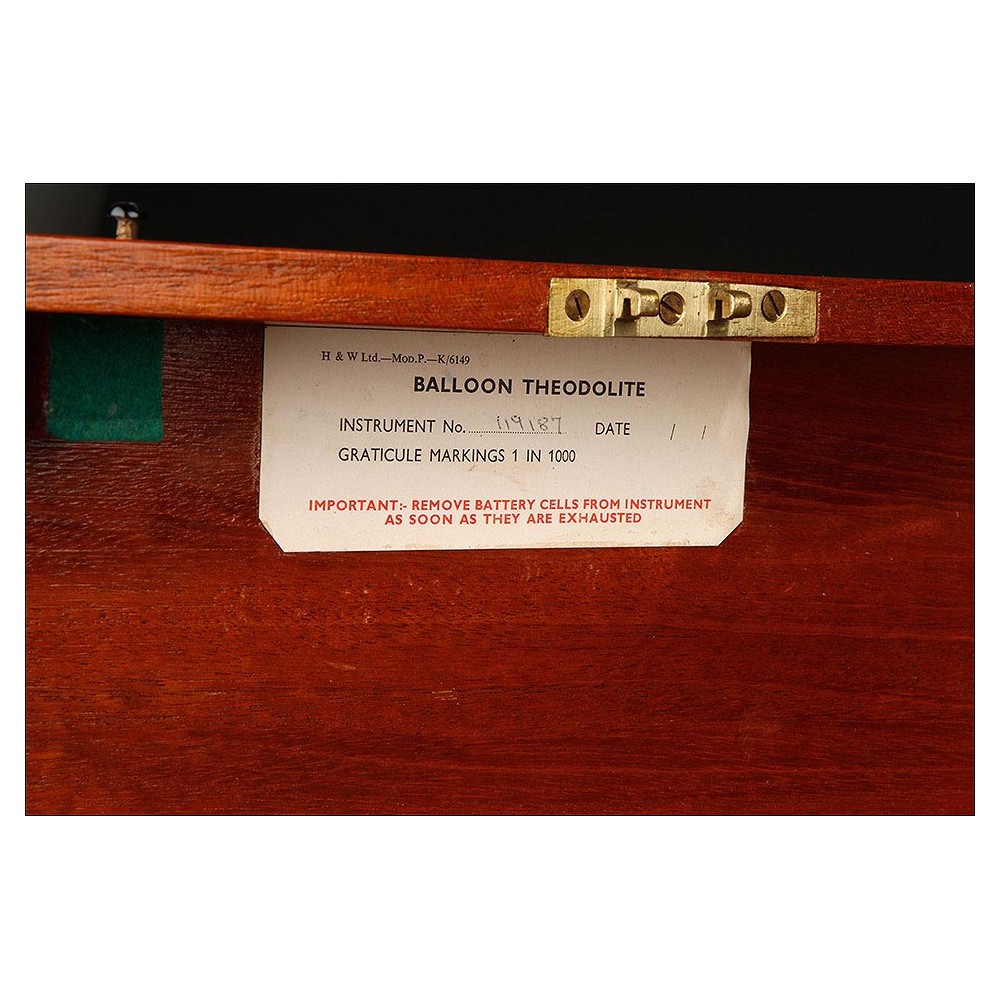 H & W Ltd.—Mod.P.—K/6149
BALLOON THEODOLITE
INSTRUMENT No. 119187 DATE / /
GRATICULE MARKINGS 1 IN 1000
IMPORTANT:- REMOVE BATTERY CELLS FROM INSTRUMENT
AS SOON AS THEY ARE EXHAUSTED